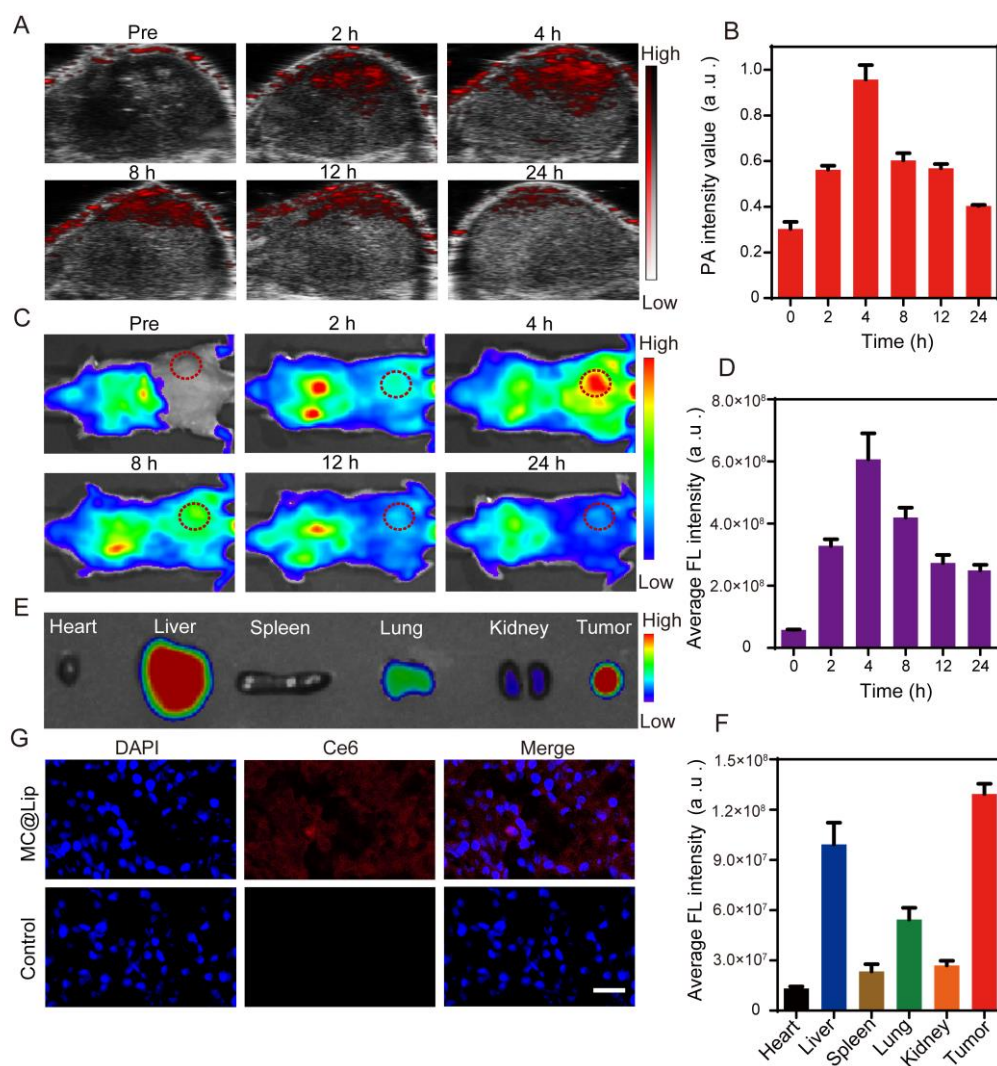 A
Pre
2 h
4 h
High
8 h
12 h
24 h
Low
B
PA intensity value (a .u.)
1.0
0.8
0.6
0.4
0.2
0 2 4 8 12 24
Time (h)
C
Pre
2 h
4 h
High
8 h
12 h
24 h
Low
D
Average FL intensity (a .u.)
8.0×10⁸
6.0×10⁸
4.0×10⁸
2.0×10⁸
0
0 2 4 8 12 24
Time (h)
E
Heart Liver Spleen Lung Kidney Tumor
High
Low
F
Average FL intensity (a .u.)
1.5×10⁸
1.2×10⁸
9.0×10⁷
6.0×10⁷
3.0×10⁷
0
Heart Liver Spleen Lung Kidney Tumor
G
DAPI Ce6 Merge
MC@Lip
Control